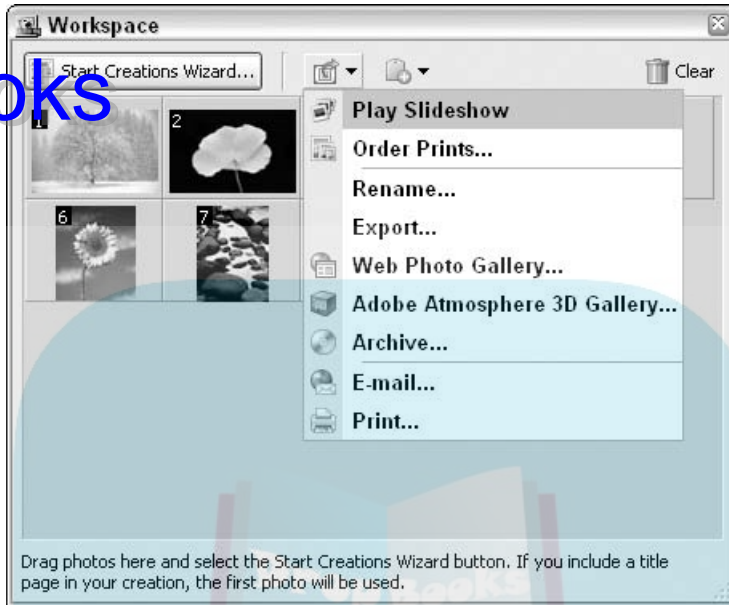 Workspace
Start Creations Wizard...
Clear
oks
1
2
6
7
Play Slideshow
Order Prints...
Rename...
Export...
Web Photo Gallery...
Adobe Atmosphere 3D Gallery...
Archive...
E-mail...
Print...
Drag photos here and select the Start Creations Wizard button. If you include a title
page in your creation, the first photo will be used.
Books